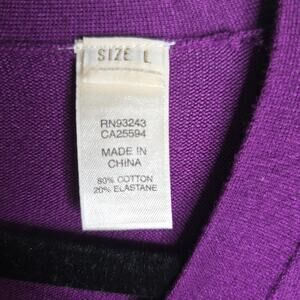 SIZE L
RN93243
CA25594
MADE IN
CHINA
80% COTTON
20% ELASTANE